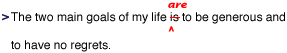 are
> The two main goals of my life is to be generous and
to have no regrets.